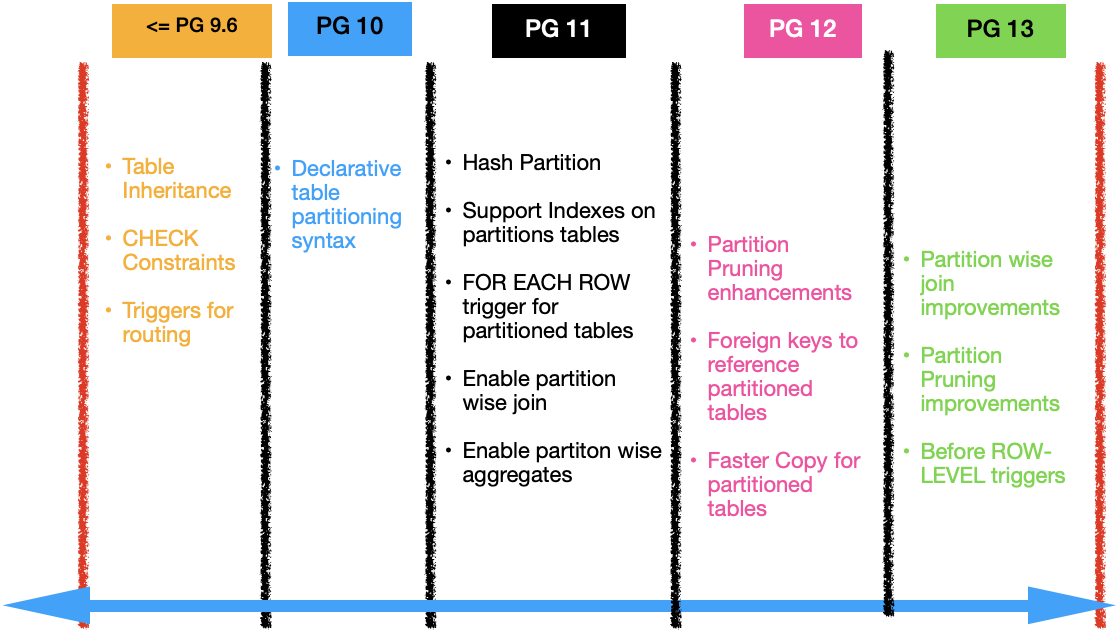 <= PG 9.6
PG 10
PG 11
PG 12
PG 13
• Table
Inheritance
• CHECK
Constraints
• Triggers for
routing
• Declarative
table
partitioning
syntax
• Hash Partition
• Support Indexes on
partitions tables
• FOR EACH ROW
trigger for
partitioned tables
• Enable partition
wise join
• Enable partiton wise
aggregates
• Partition
Pruning
enhancements
• Foreign keys to
reference
partitioned
tables
• Faster Copy for
partitioned
tables
• Partition wise
join
improvements
• Partition
Pruning
improvements
• Before ROW-
LEVEL triggers